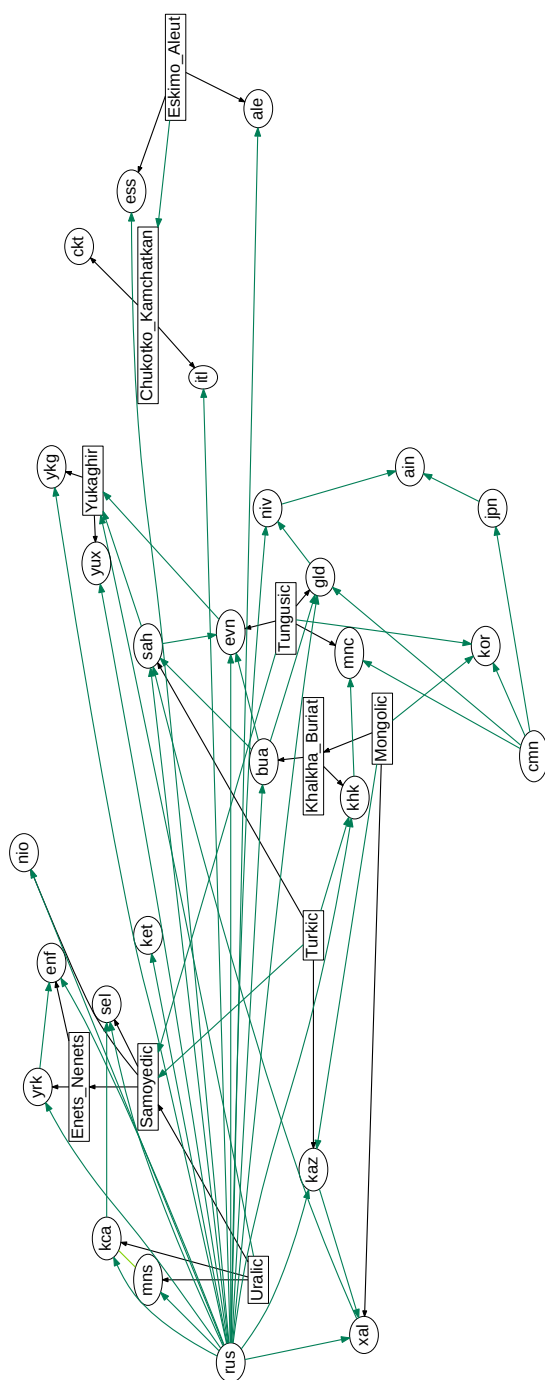 nio
yrk
enf
ykg
Enets_Nenets
ckt
yux
Yukaghir
kca
sel
ess
mns
Samoyedic
ket
sah
Chukotko_Kamchatkan
Eskimo_Aleut
itl
rus
evn
Uralic
bua
niv
ale
Tungusic
kaz
Turkic
Khalkha_Buriat
gld
khk
mnc
xal
Mongolic
ain
kor
jpn
cmn